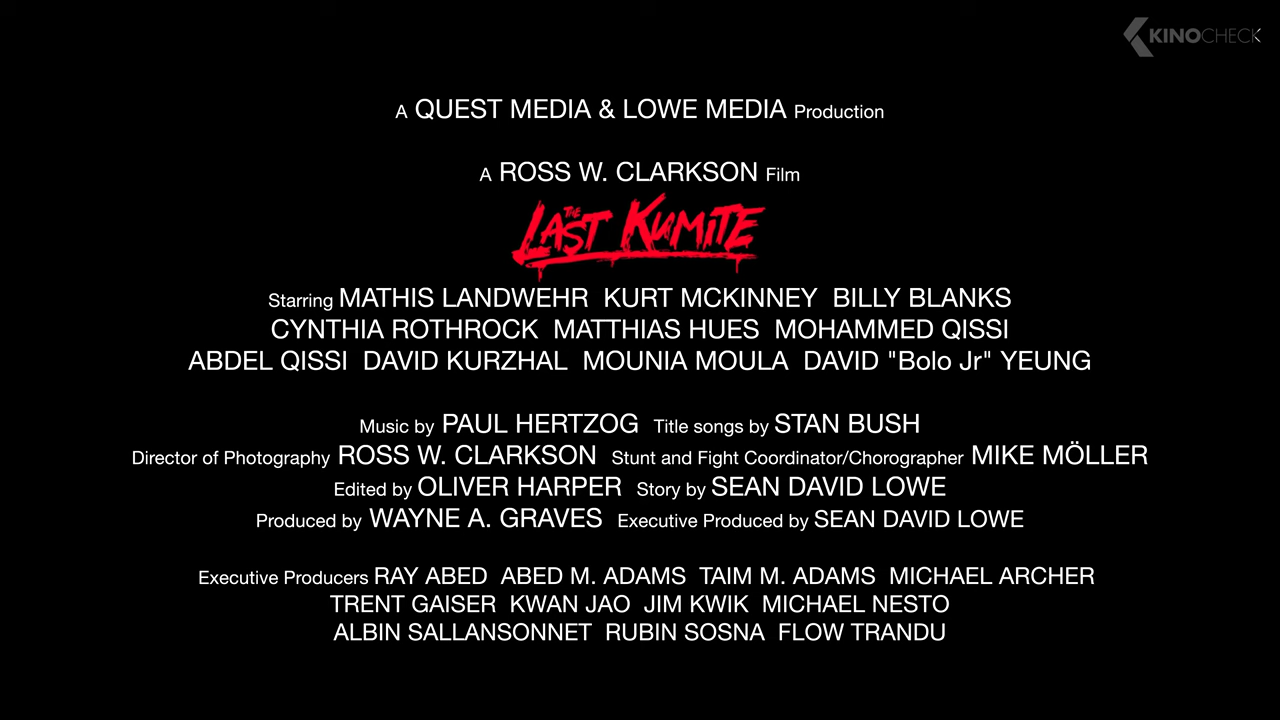 KINOCHECK
A QUEST MEDIA & LOWE MEDIA Production
A ROSS W. CLARKSON Film
THE LAST KUMITE
Starring MATHIS LANDWEHR KURT MCKINNEY BILLY BLANKS
CYNTHIA ROTHROCK MATTHIAS HUES MOHAMMED QISSI
ABDEL QISSI DAVID KURZHAL MOUNIA MOULA DAVID "Bolo Jr" YEUNG
Music by PAUL HERTZOG Title songs by STAN BUSH
Director of Photography ROSS W. CLARKSON Stunt and Fight Coordinator/Chorographer MIKE MÖLLER
Edited by OLIVER HARPER Story by SEAN DAVID LOWE
Produced by WAYNE A. GRAVES Executive Produced by SEAN DAVID LOWE
Executive Producers RAY ABED ABED M. ADAMS TAIM M. ADAMS MICHAEL ARCHER
TRENT GAISER KWAN JAO JIM KWIK MICHAEL NESTO
ALBIN SALLANSONNET RUBIN SOSNA FLOW TRANDU